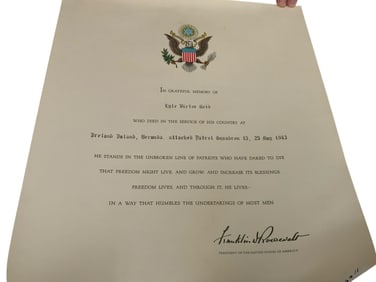 IN GRATEFUL MEMORY OF
WHO DIED IN THE SERVICE OF HIS COUNTRY AT
Ireland Island, Bermuda attached Patrol Squadron 63, 25 Aug 1943
HE STANDS IN THE UNBROKEN LINE OF PATRIOTS WHO HAVE DARED TO DIE
THAT FREEDOM MIGHT LIVE, AND GROW, AND INCREASE ITS BLESSINGS.
FREEDOM LIVES, AND THROUGH IT, HE LIVES—
IN A WAY THAT HUMBLES THE UNDERTAKINGS OF MOST MEN
Franklin D Roosevelt
PRESIDENT OF THE UNITED STATES OF AMERICA